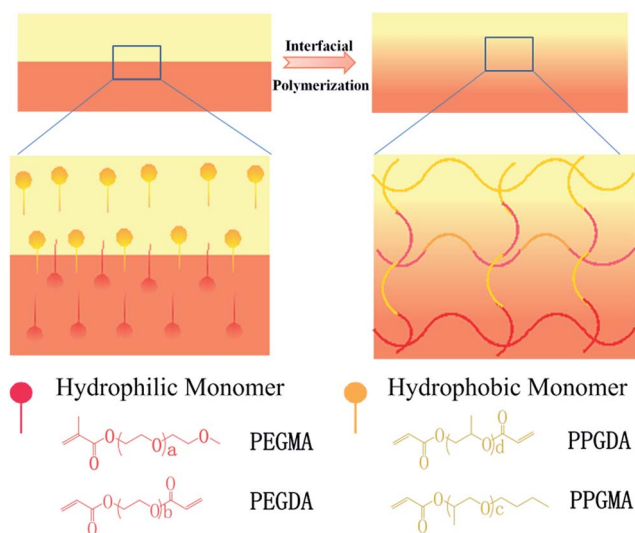 Interfacial
Polymerization
Hydrophilic Monomer
Hydrophobic Monomer
O
O
a
O
O
PEGMA
O
O
d
O
O
PPGDA
O
O
b
O
O
PEGDA
O
O
c
O
PPGMA